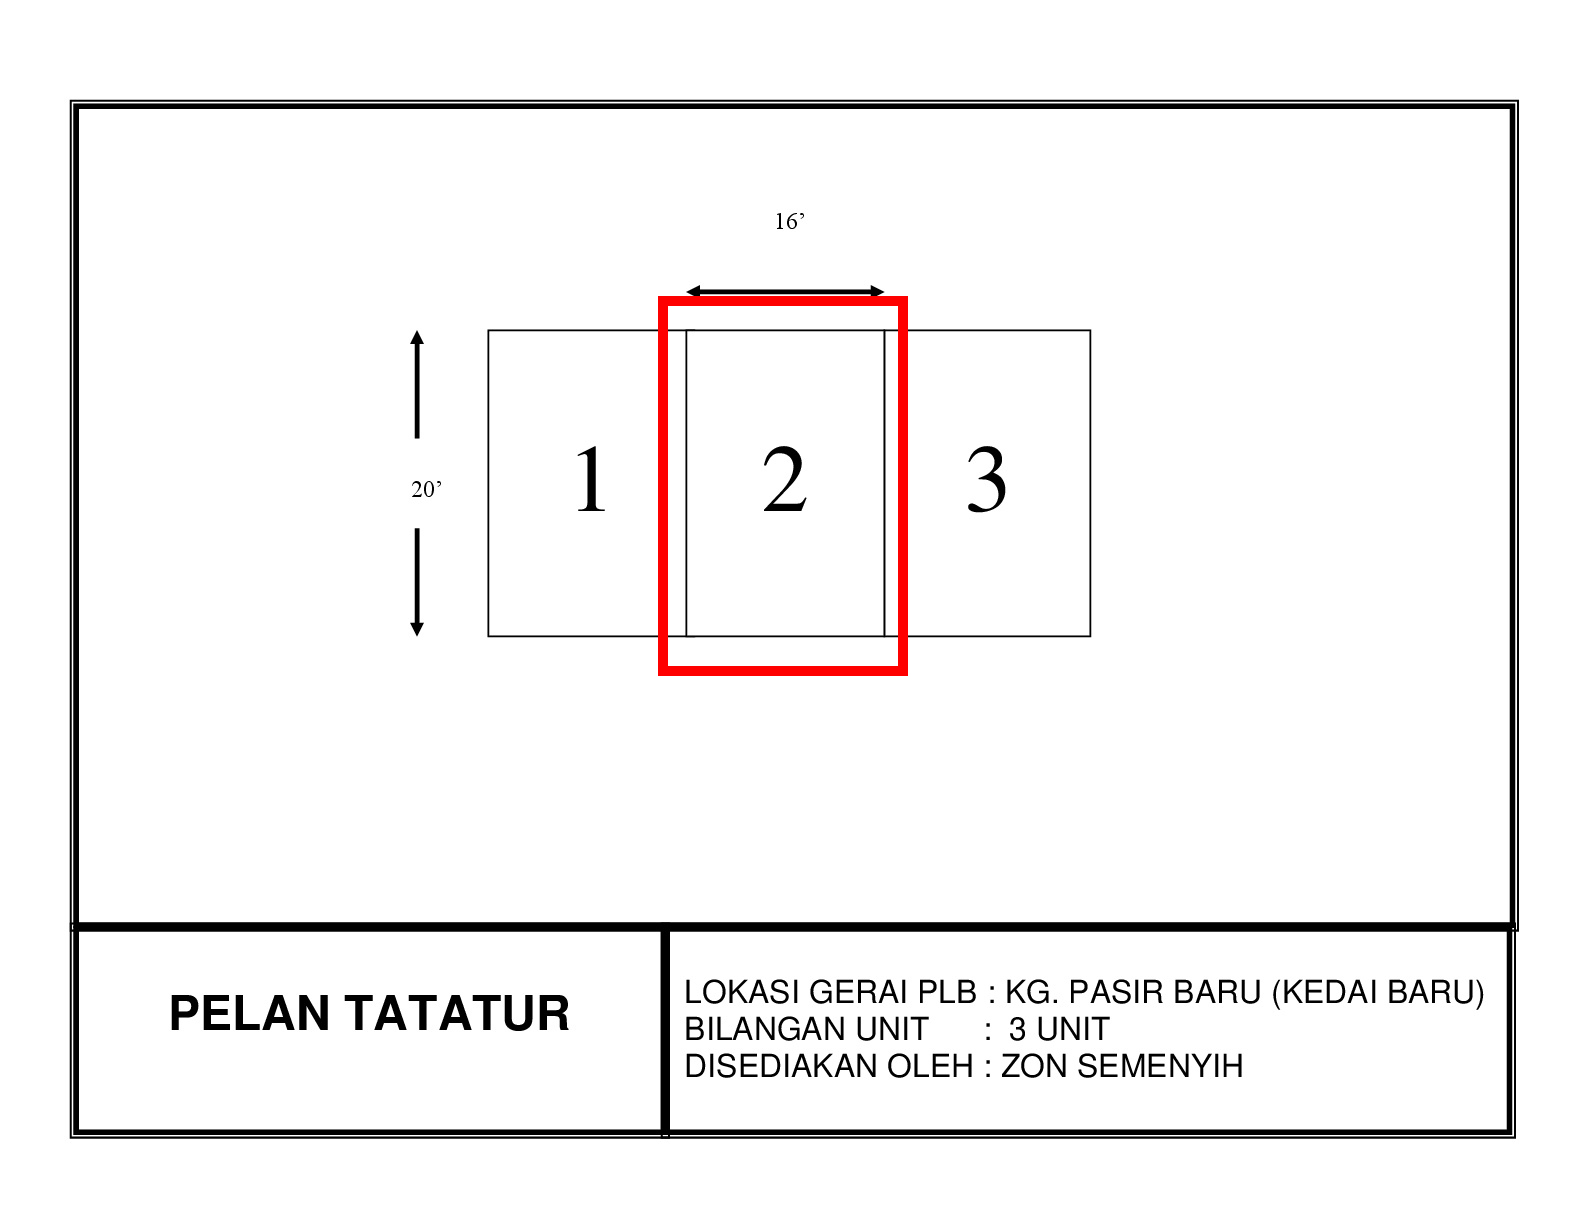 16’
20’
1 2 3
PELAN TATATUR
LOKASI GERAI PLB : KG. PASIR BARU (KEDAI BARU)
BILANGAN UNIT : 3 UNIT
DISEDIAKAN OLEH : ZON SEMENYIH